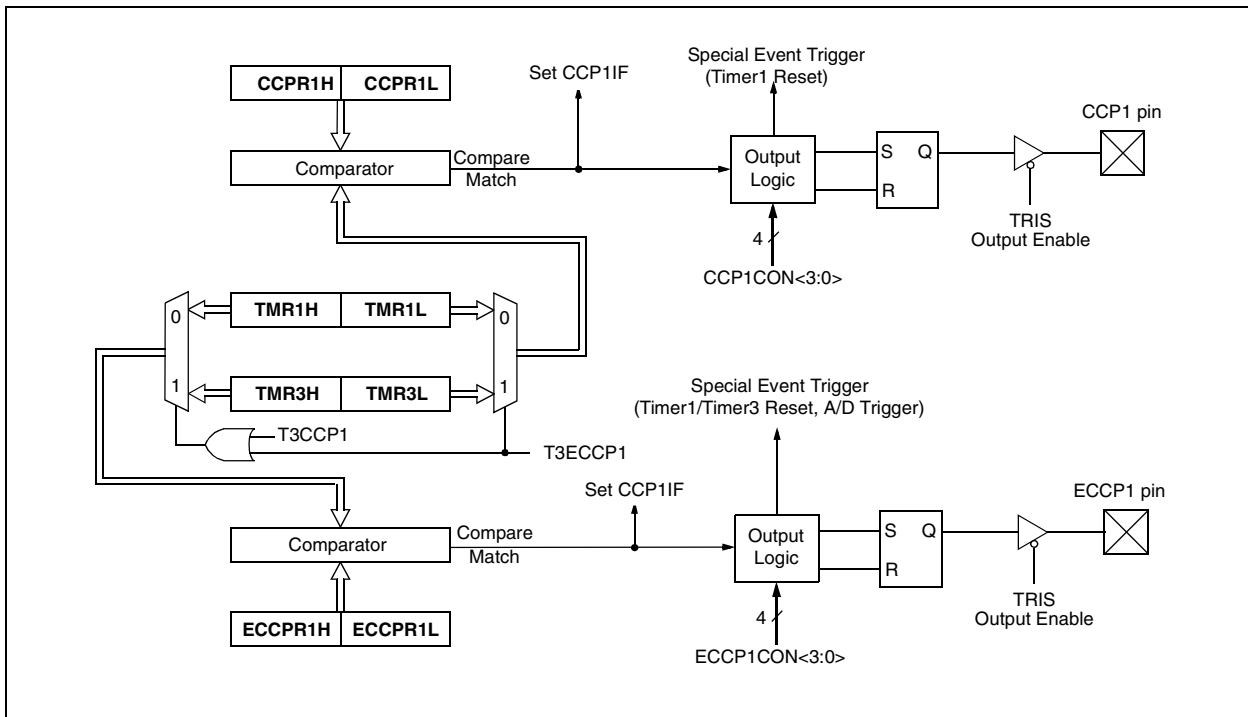 Special Event Trigger
(Timer1 Reset)
Set CCP1IF
CCPR1H CCPR1L
CCP1 pin
Comparator
Compare
Match
Output
Logic
S Q
R
TRIS
Output Enable
4
CCP1CON<3:0>
0
TMR1H TMR1L
0
1
TMR3H TMR3L
1
T3CCP1
T3ECCP1
Special Event Trigger
(Timer1/Timer3 Reset, A/D Trigger)
Set CCP1IF
ECCP1 pin
Comparator
Compare
Match
Output
Logic
S Q
R
TRIS
Output Enable
4
ECCPR1H ECCPR1L
ECCP1CON<3:0>